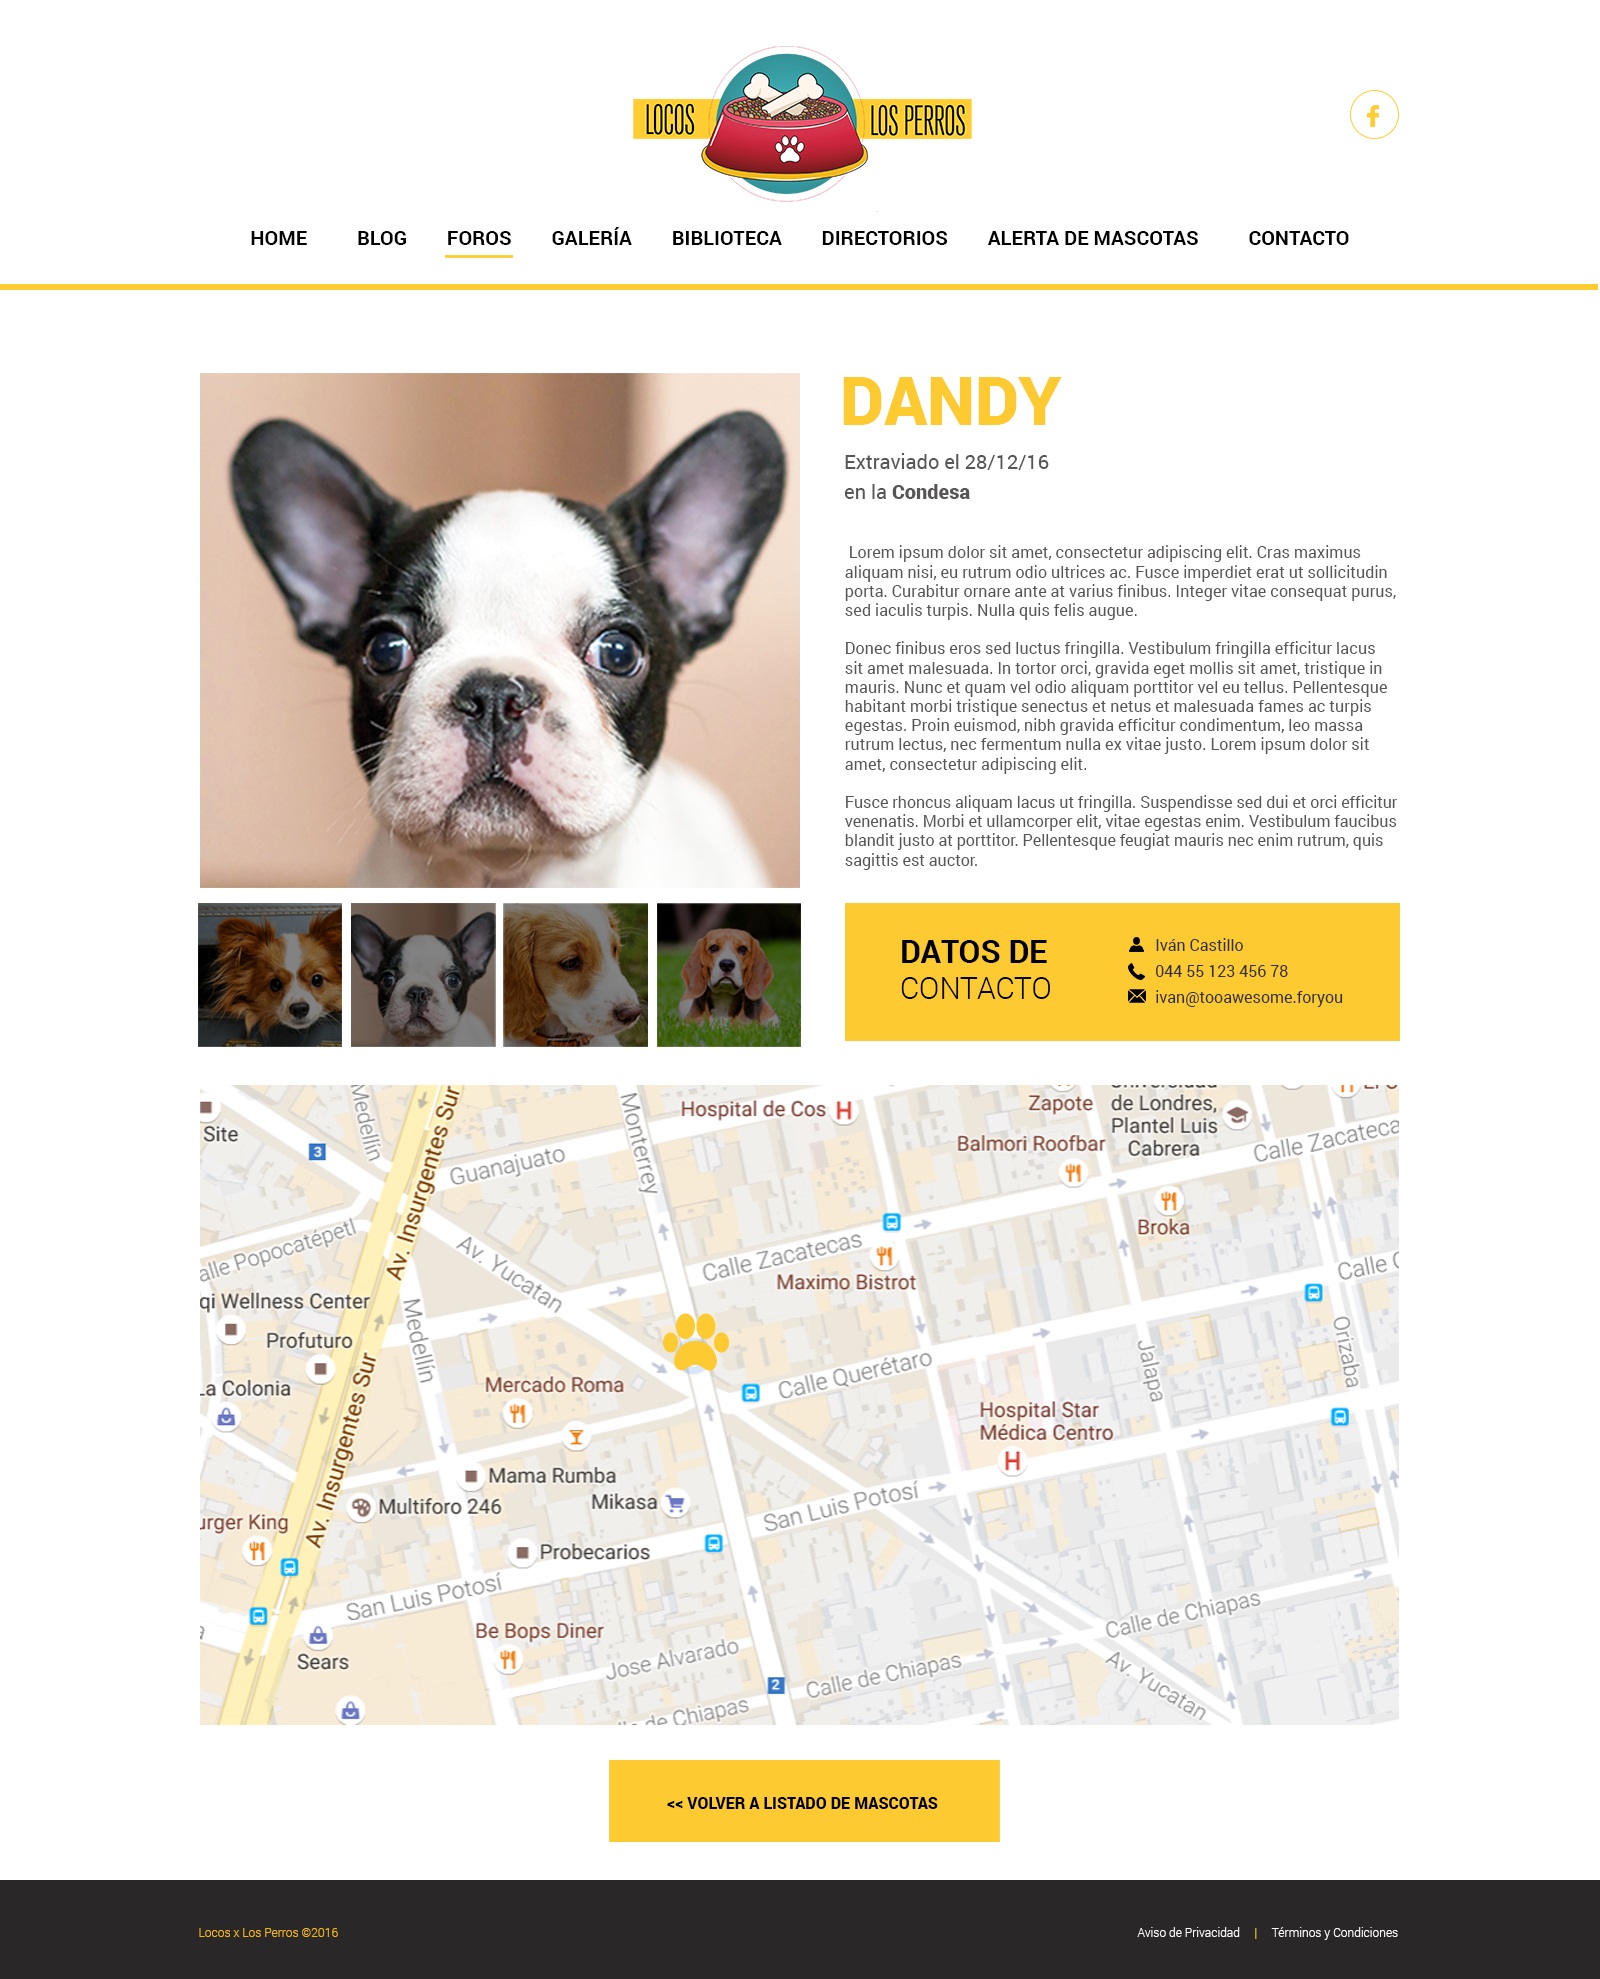 LOCOS
LOS PERROS
HOME BLOG FOROS GALERÍA BIBLIOTECA DIRECTORIOS ALERTA DE MASCOTAS CONTACTO
DANDY
Extraviado el 28/12/16
en la Condesa
Lorem ipsum dolor sit amet, consectetur adipiscing elit. Cras maximus
aliquam nisi, eu rutrum odio ultrices ac. Fusce imperdiet erat ut sollicitudin
porta. Curabitur ornare ante at varius finibus. Integer vitae consequat purus,
sed iaculis turpis. Nulla quis felis augue.
Donec finibus eros sed luctus fringilla. Vestibulum fringilla efficitur lacus
sit amet malesuada. In tortor orci, gravida eget mollis sit amet, tristique in
mauris. Nunc et quam vel odio aliquam porttitor vel eu tellus. Pellentesque
habitant morbi tristique senectus et netus et malesuada fames ac turpis
egestas. Proin euismod, nibh gravida efficitur condimentum, leo massa
rutrum lectus, nec fermentum nulla ex vitae justo. Lorem ipsum dolor sit
amet, consectetur adipiscing elit.
Fusce rhoncus aliquam lacus ut fringilla. Suspendisse sed dui et orci efficitur
venenatis. Morbi et ullamcorper elit, vitae egestas enim. Vestibulum faucibus
blandit justo at porttitor. Pellentesque feugiat mauris nec enim rutrum, quis
sagittis est auctor.
DATOS DE
CONTACTO
Iván Castillo
044 55 123 456 78
ivan@tooawesome.foryou
Site
3
Medellín
Av. Insurgentes Sur
Guanajuato
Monterrey
Hospital de Cos
H
Zapote
Universidad
de Londres,
Plantel Luis
Cabrera
Balmori Roofbar
Calle Zacateca
Broka
alle Popocatépetl
Av. Yucatan
Calle Zacatecas
Maximo Bistrot
Calle
qi Wellness Center
Profuturo
Medellín
La Colonia
Mercado Roma
Calle Querétaro
Jalapa
Orizaba
Hospital Star
Médica Centro
H
Av. Insurgentes Sur
Mama Rumba
Mikasa
Multiforo 246
San Luis Potosí
urger King
Probecarios
San Luis Potosí
Sears
Be Bops Diner
Jose Alvarado
2
Calle de Chiapas
Calle de Chiapas
Av. Yucatan
de Chiapas
<< VOLVER A LISTADO DE MASCOTAS
Locos x Los Perros ©2016
Aviso de Privacidad | Términos y Condiciones